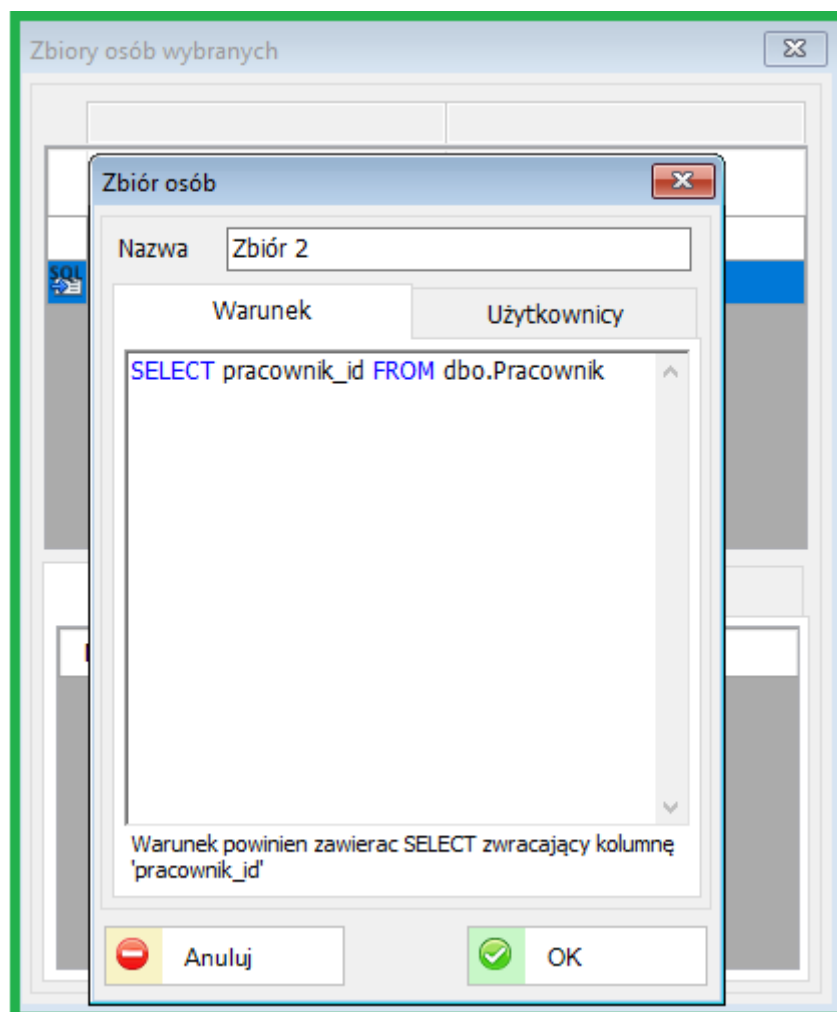 Zbiory osób wybranych
Zbiór osób
Nazwa Zbiór 2
Warunek Użytkownicy
SQL
SELECT pracownik_id FROM dbo.Pracownik
Warunek powinien zawierac SELECT zwracający kolumnę
'pracownik_id'
Anuluj OK